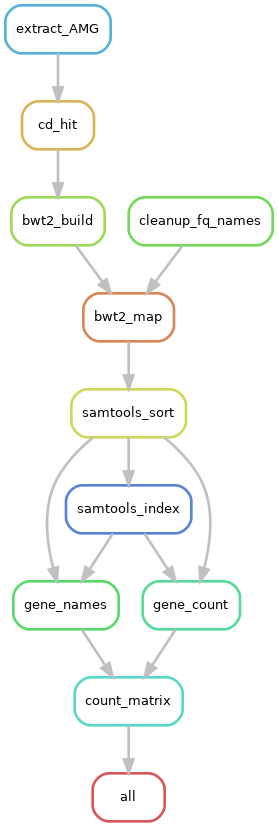 extract_AMG
cd_hit
bwt2_build
cleanup_fq_names
bwt2_map
samtools_sort
samtools_index
gene_names
gene_count
count_matrix
all